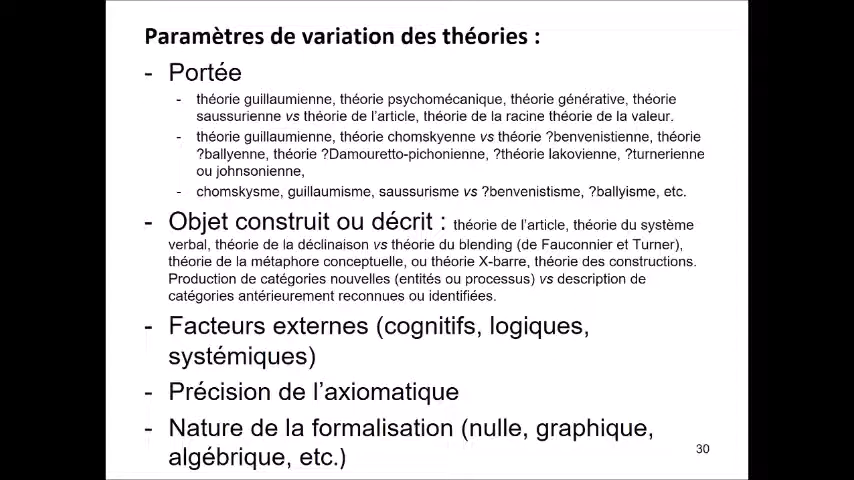 Paramètres de variation des théories :
- Portée
- théorie guillaumienne, théorie psychomécanique, théorie générative, théorie
saussurienne vs théorie de l'article, théorie de la racine théorie de la valeur.
- théorie guillaumienne, théorie chomskyenne vs théorie ?benvenistienne, théorie
?ballyenne, théorie ?Damouretto-pichonienne, ?théorie lakovienne, ?turnerienne
ou johnsonienne,
- chomskysme, guillaumisme, saussurisme vs ?benvenistisme, ?ballyisme, etc.
- Objet construit ou décrit : théorie de l'article, théorie du système
verbal, théorie de la déclinaison vs théorie du blending (de Fauconnier et Turner),
théorie de la métaphore conceptuelle, ou théorie X-barre, théorie des constructions.
Production de catégories nouvelles (entités ou processus) vs description de
catégories antérieurement reconnues ou identifiées.
- Facteurs externes (cognitifs, logiques,
systémiques)
- Précision de l'axiomatique
- Nature de la formalisation (nulle, graphique,
algébrique, etc.)
30